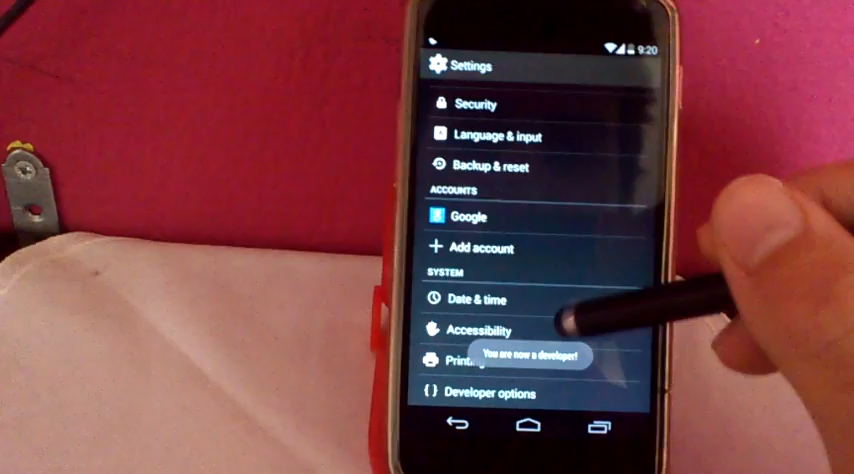 9:20
Settings
Security
Language & input
Backup & reset
ACCOUNTS
Google
Add account
SYSTEM
Date & time
Accessibility
You are now a developer!
Developer options